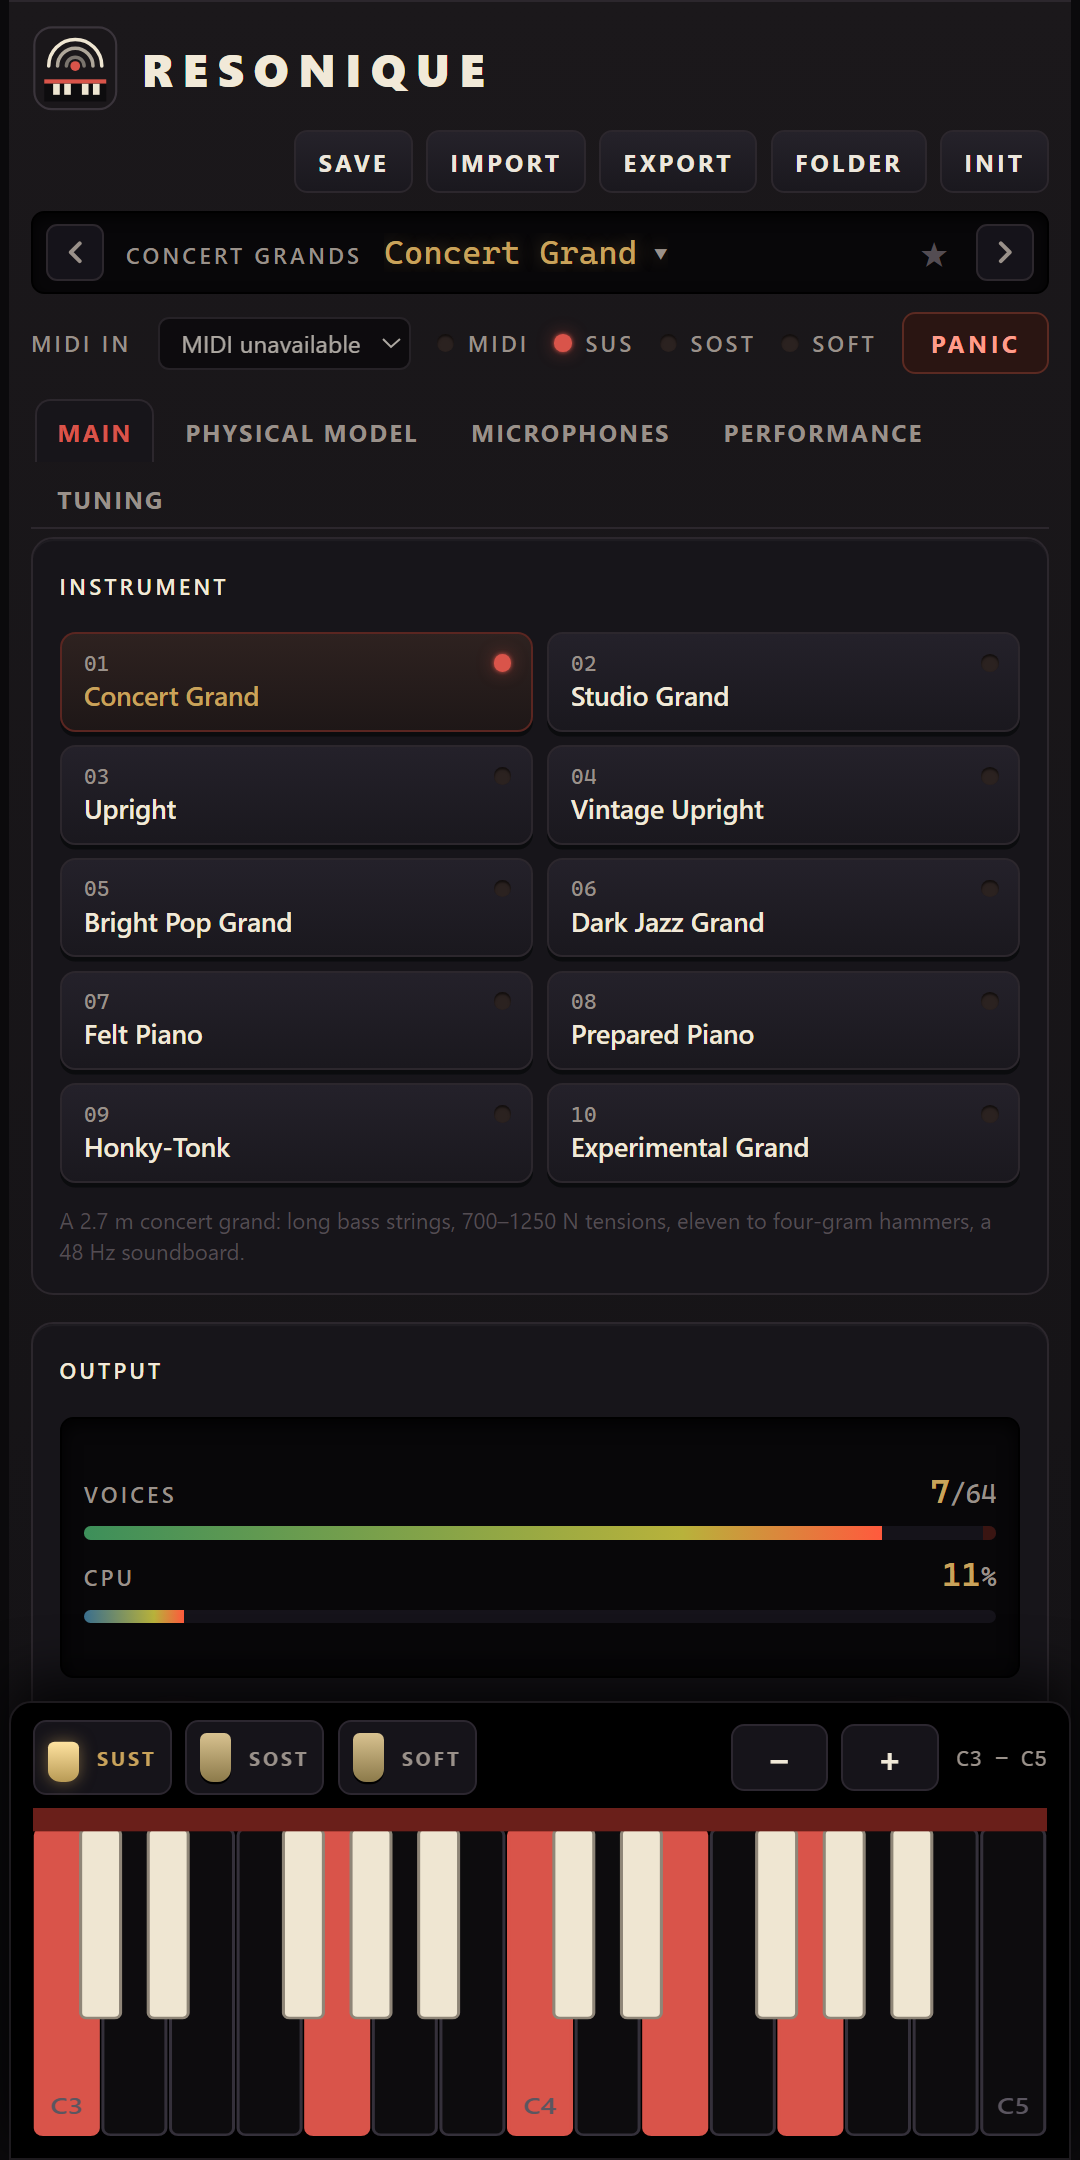 RESONIQUE
SAVE IMPORT EXPORT FOLDER INIT
CONCERT GRANDS Concert Grand ▾ ★
MIDI IN MIDI unavailable MIDI SUS SOST SOFT PANIC
MAIN PHYSICAL MODEL MICROPHONES PERFORMANCE
TUNING
INSTRUMENT
01 02
Concert Grand Studio Grand
03 04
Upright Vintage Upright
05 06
Bright Pop Grand Dark Jazz Grand
07 08
Felt Piano Prepared Piano
09 10
Honky-Tonk Experimental Grand
A 2.7 m concert grand: long bass strings, 700–1250 N tensions, eleven to four-gram hammers, a
48 Hz soundboard.
OUTPUT
VOICES 7/64
CPU 11%
SUST SOST SOFT − + C3 – C5
C3 C4 C5